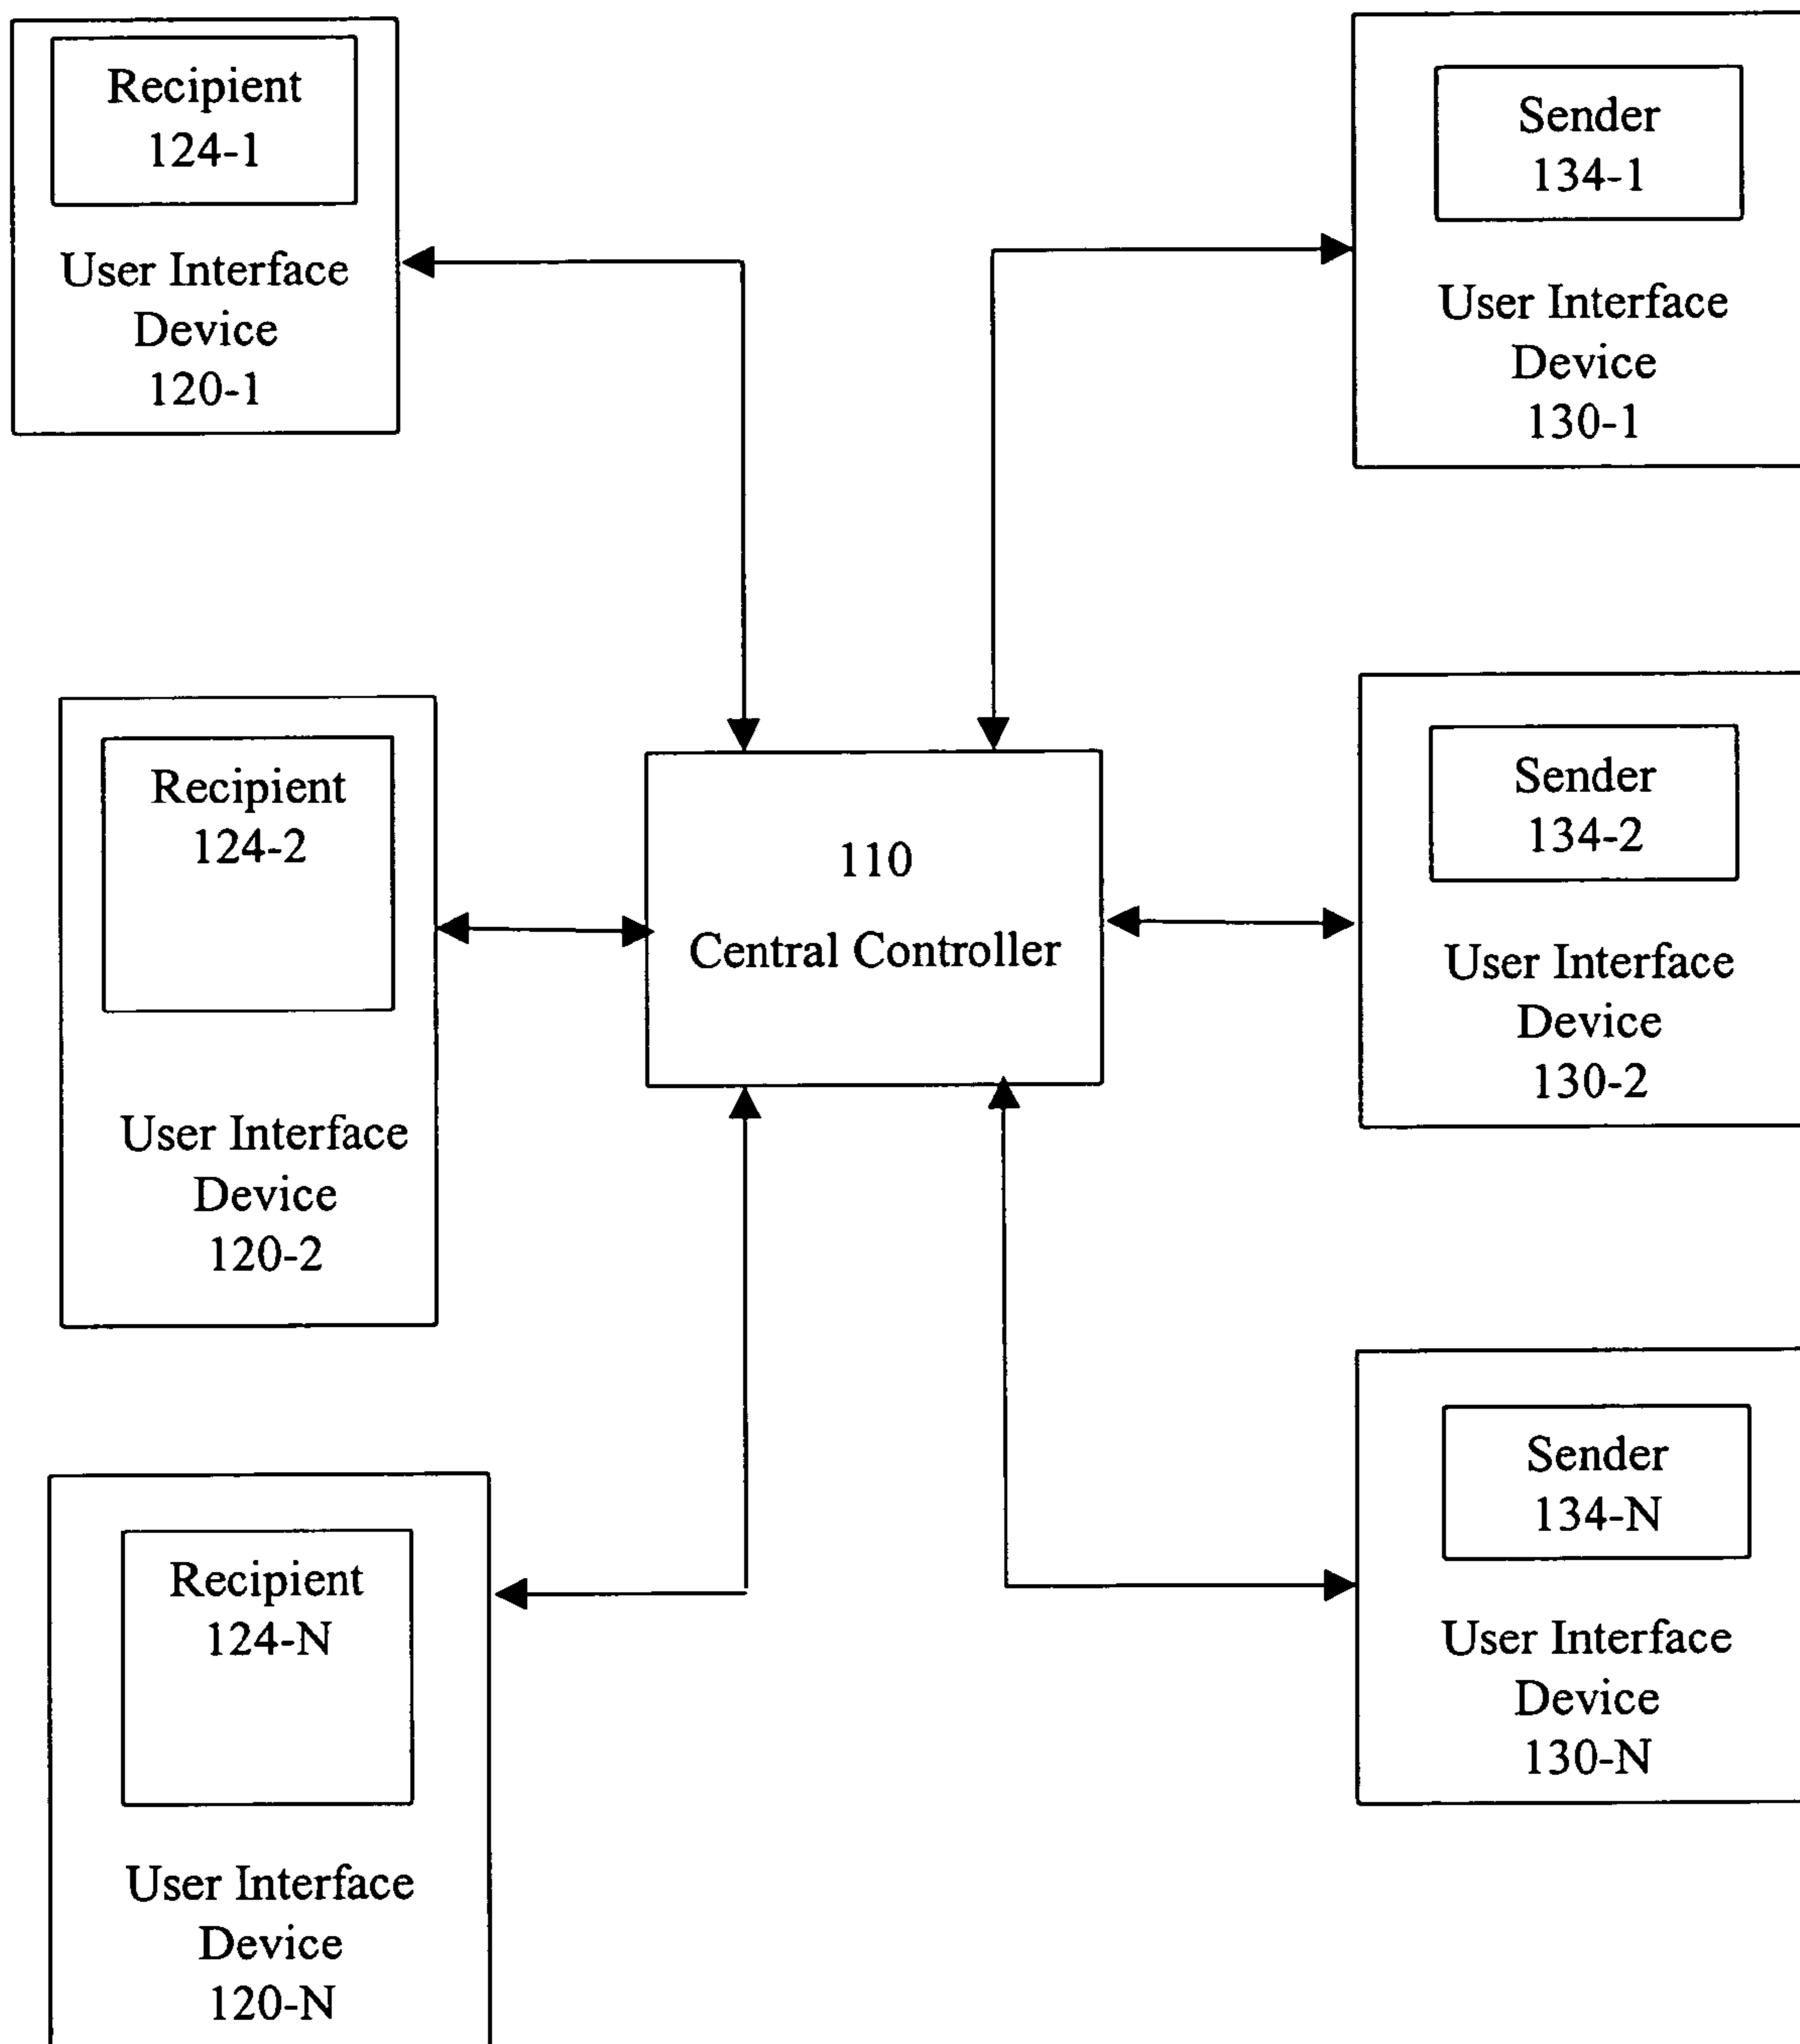 Recipient
124-1
User Interface
Device
120-1
Sender
134-1
User Interface
Device
130-1
Recipient
124-2
User Interface
Device
120-2
110
Central Controller
Sender
134-2
User Interface
Device
130-2
Recipient
124-N
User Interface
Device
120-N
Sender
134-N
User Interface
Device
130-N